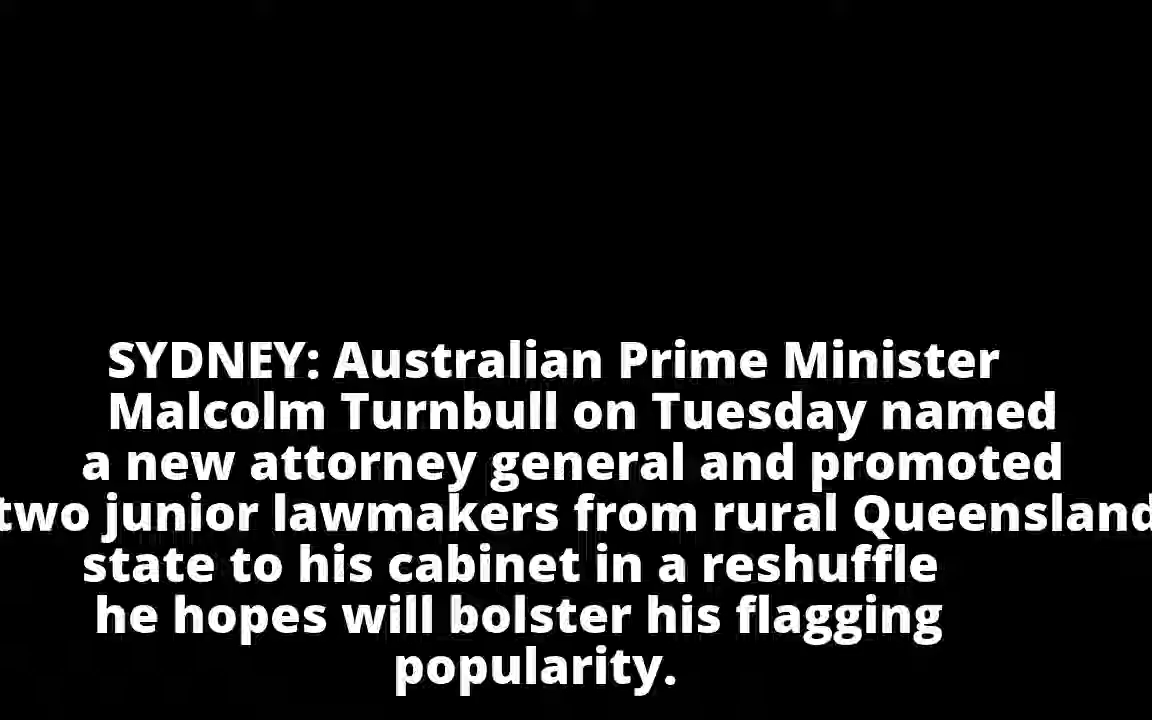 SYDNEY: Australian Prime Minister
Malcolm Turnbull on Tuesday named
a new attorney general and promoted
two junior lawmakers from rural Queensland
state to his cabinet in a reshuffle
he hopes will bolster his flagging
popularity.